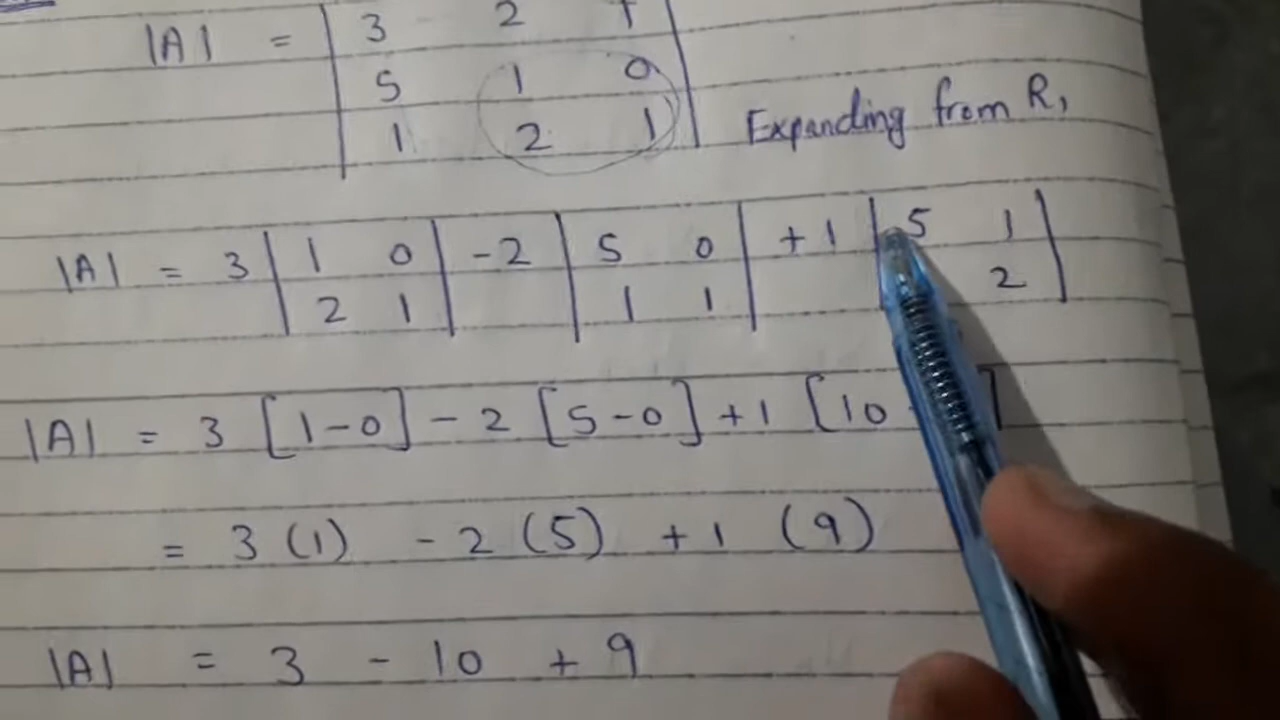 |A| = | 3 2 1 |
| 5 1 0 |
| 1 2 1 | Expanding from R₁
|A| = 3 | 1 0 | -2 | 5 0 | +1 | 5 1 |
| 2 1 | | 1 1 | | 2 |
|A| = 3 [1-0] - 2 [5-0] +1 [10 ]
= 3 (1) - 2 (5) + 1 (9)
|A| = 3 - 10 + 9